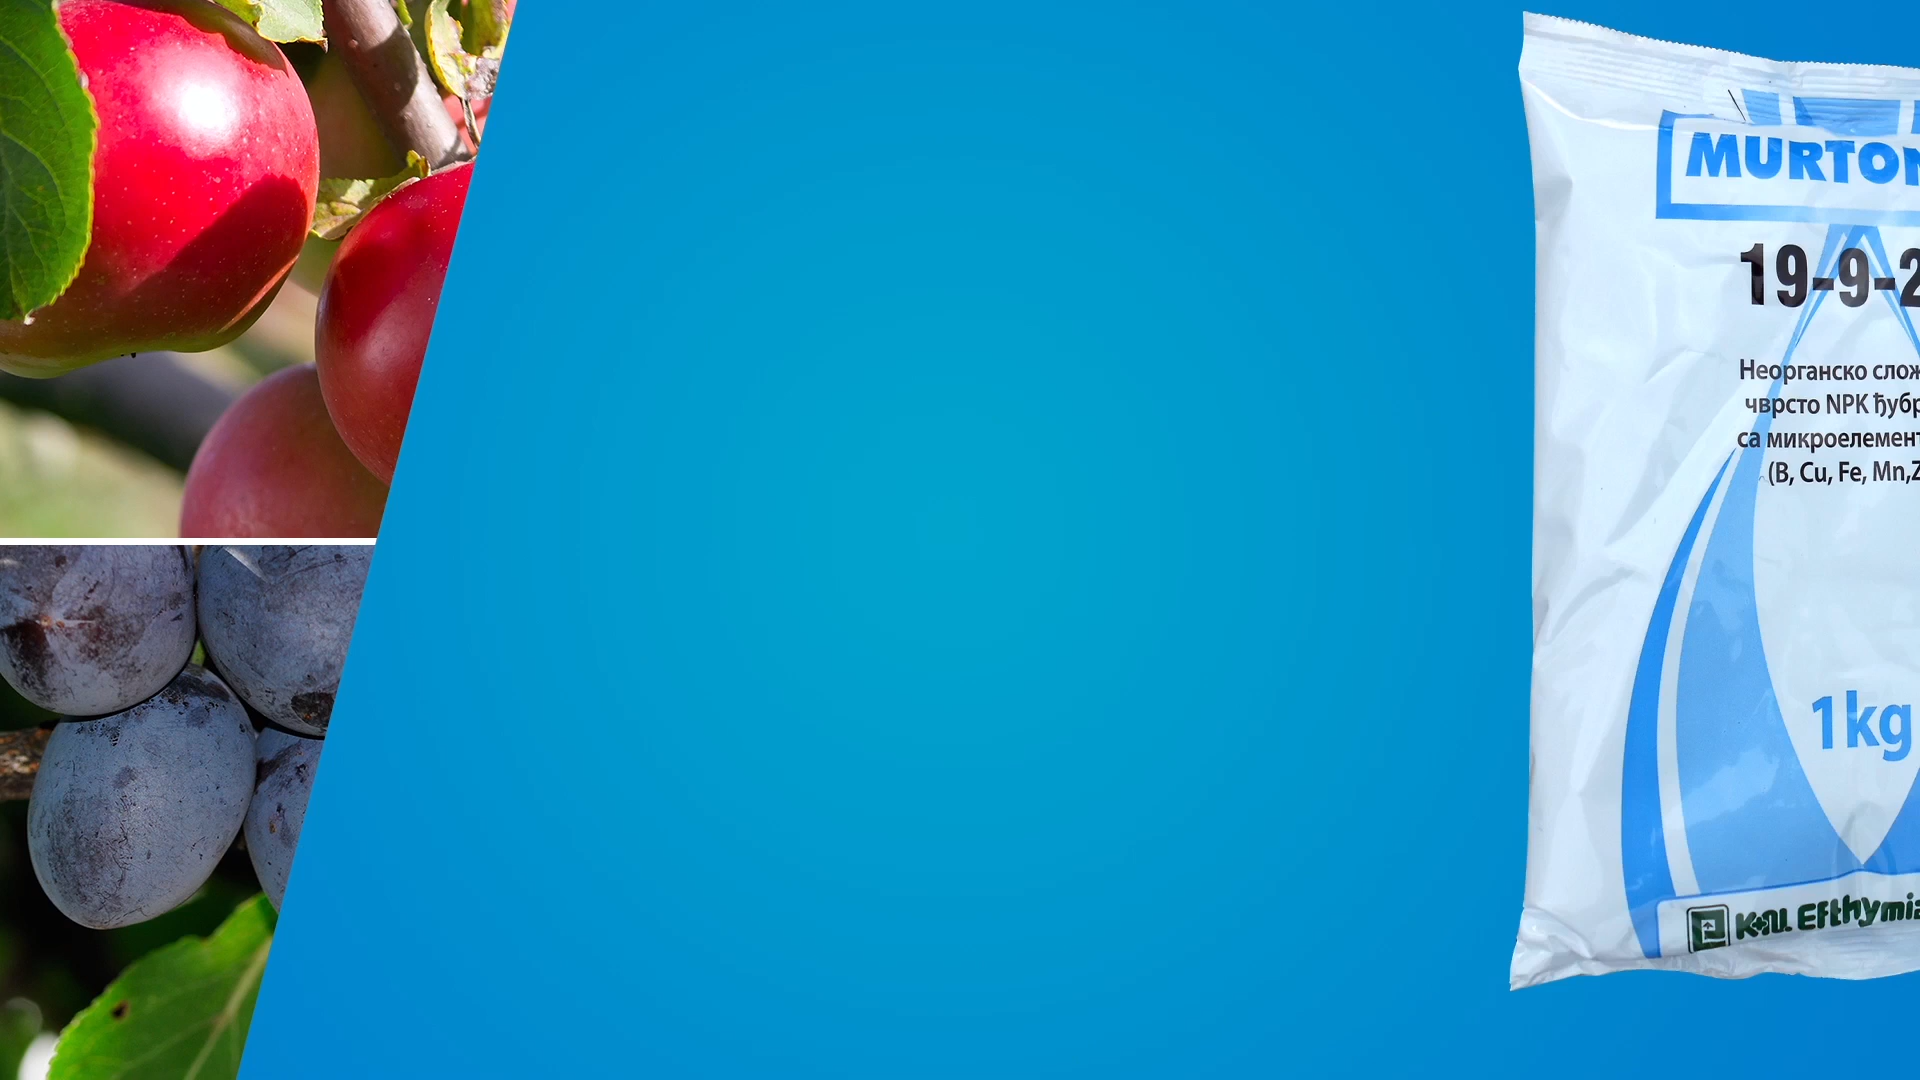 MURTON
19-9-2
Неорганско слож
чврсто NPK ђубр
са микроелемент
(B, Cu, Fe, Mn,Z
1kg
K+N. Efthymia